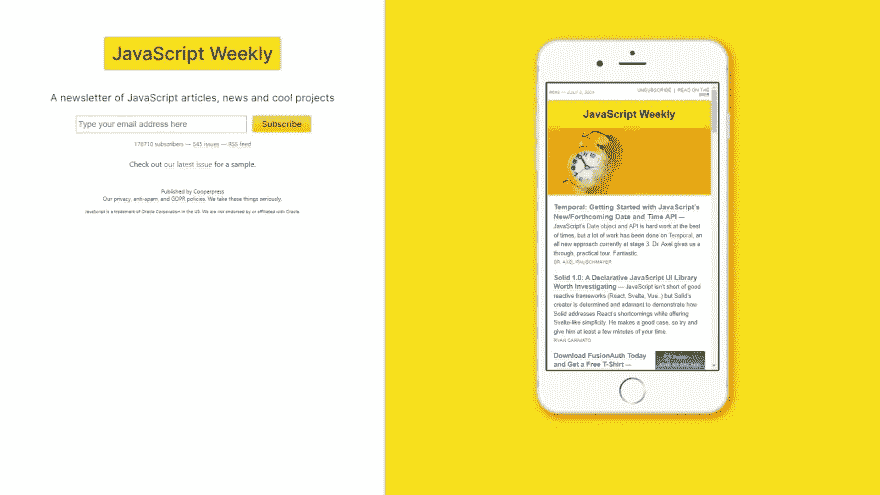 JavaScript Weekly
A newsletter of JavaScript articles, news and cool projects
Type your email address here
Subscribe
176710 subscribers — 545 issues — RSS feed
Check out our latest issue for a sample.
Published by Cooperpress
Our privacy, anti-spam, and GDPR policies. We take these things seriously.
JavaScript is a trademark of Oracle Corporation in the US. We are not endorsed by or affiliated with Oracle.
UNSUBSCRIBE | READ ON THE
WEB
JavaScript Weekly
Temporal: Getting Started with JavaScript's
New/Forthcoming Date and Time API —
JavaScript's Date object and API is hard work at the best
of times, but a lot of work has been done on Temporal, an
all new approach currently at stage 3. Dr. Axel gives us a
through, practical tour. Fantastic.
DR. AXEL RAUSCHMAYER
Solid 1.0: A Declarative JavaScript UI Library
Worth Investigating — JavaScript isn't short of good
reactive frameworks (React, Svelte, Vue..) but Solid's
creator is determined and adamant to demonstrate how
Solid addresses React's shortcomings while offering
Svelte-like simplicity. He makes a good case, so try and
give him at least a few minutes of your time.
RYAN CARNIATO
Download FusionAuth Today
and Get a Free T-Shirt —